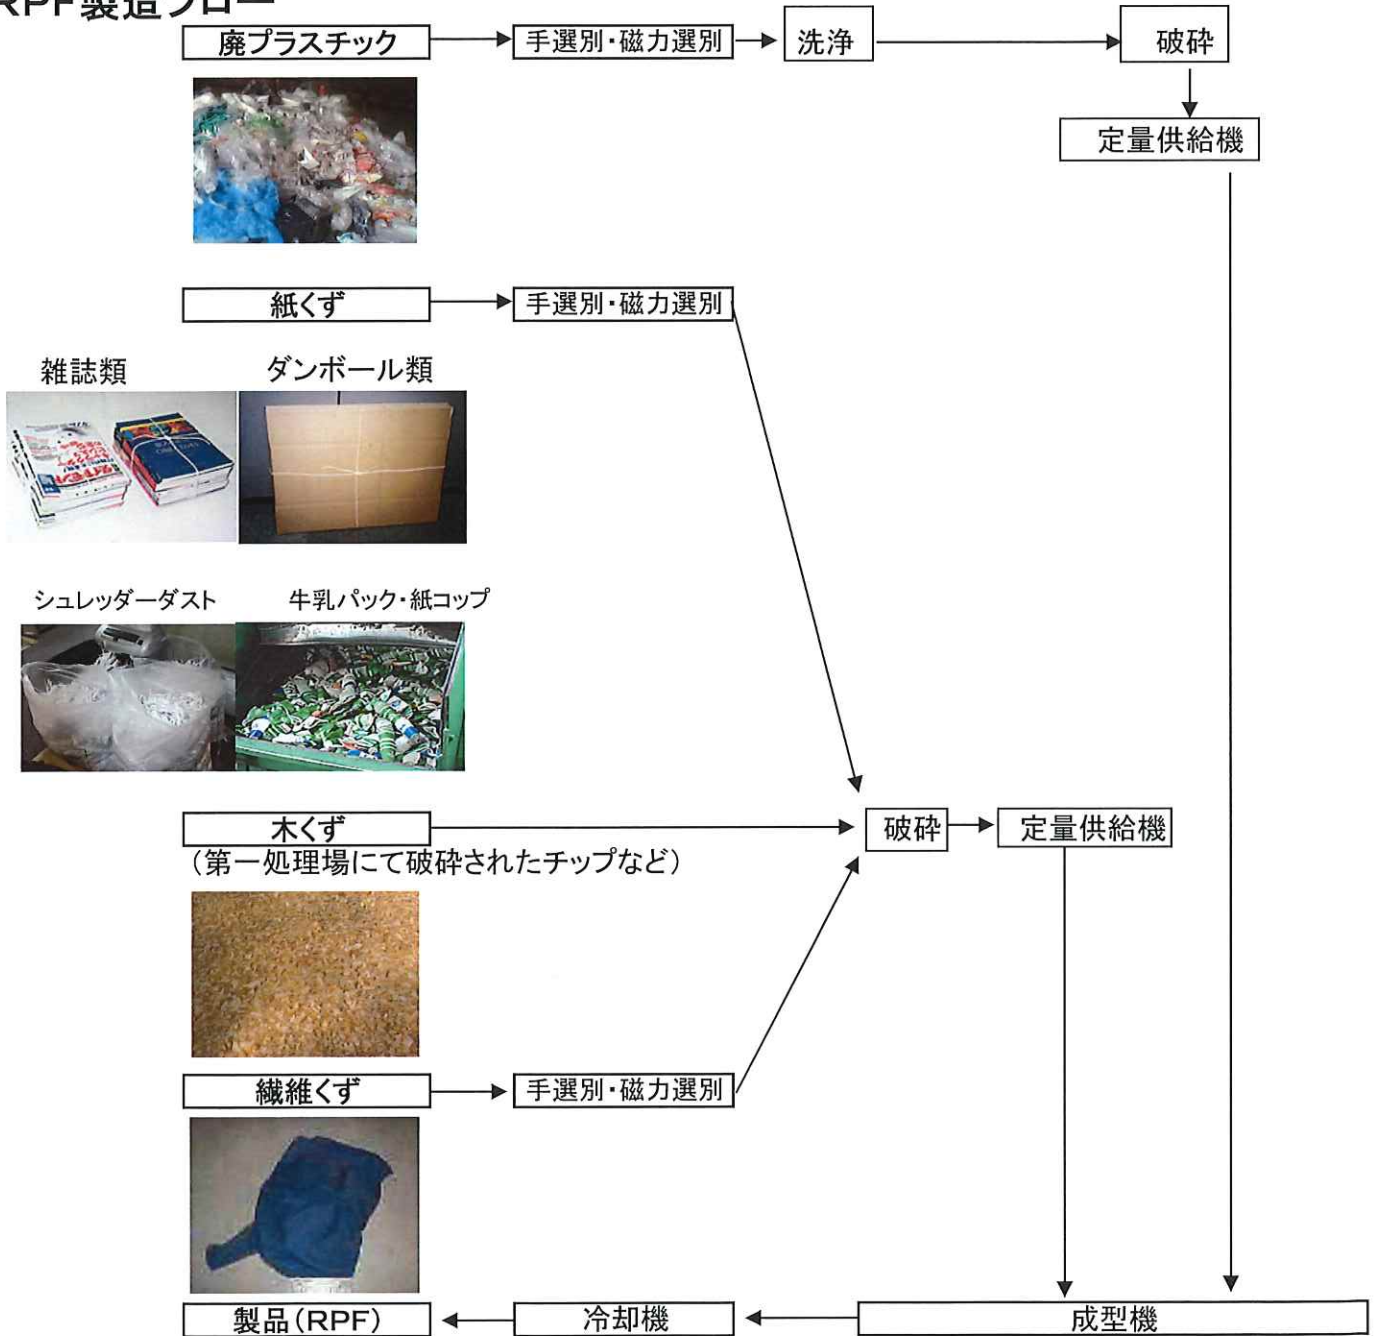 RPF製造フロー
廃プラスチック
手選別・磁力選別
洗浄
破砕
定量供給機
紙くず
手選別・磁力選別
雑誌類
ダンボール類
シュレッダーダスト
牛乳パック・紙コップ
木くず
破砕
定量供給機
（第一処理場にて破砕されたチップなど）
繊維くず
手選別・磁力選別
製品（RPF）
冷却機
成型機